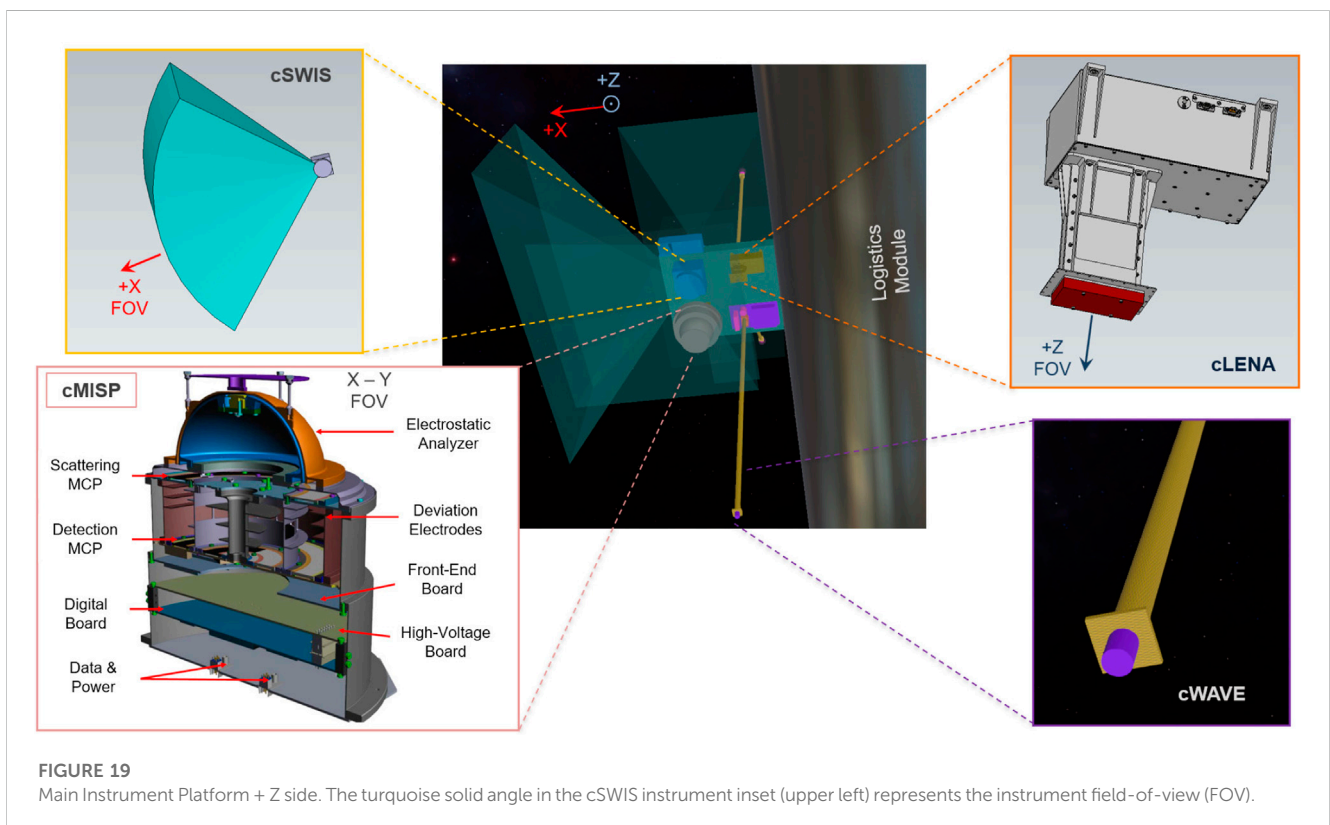 cSWIS
+X
FOV
+Z
+X
Logistics
Module
+Z
FOV
cLENA
cMISP
X – Y
FOV
Electrostatic
Analyzer
Scattering
MCP
Detection
MCP
Deviation
Electrodes
Front-End
Board
Digital
Board
High-Voltage
Board
Data &
Power
cWAVE
FIGURE 19
Main Instrument Platform + Z side. The turquoise solid angle in the cSWIS instrument inset (upper left) represents the instrument field-of-view (FOV).